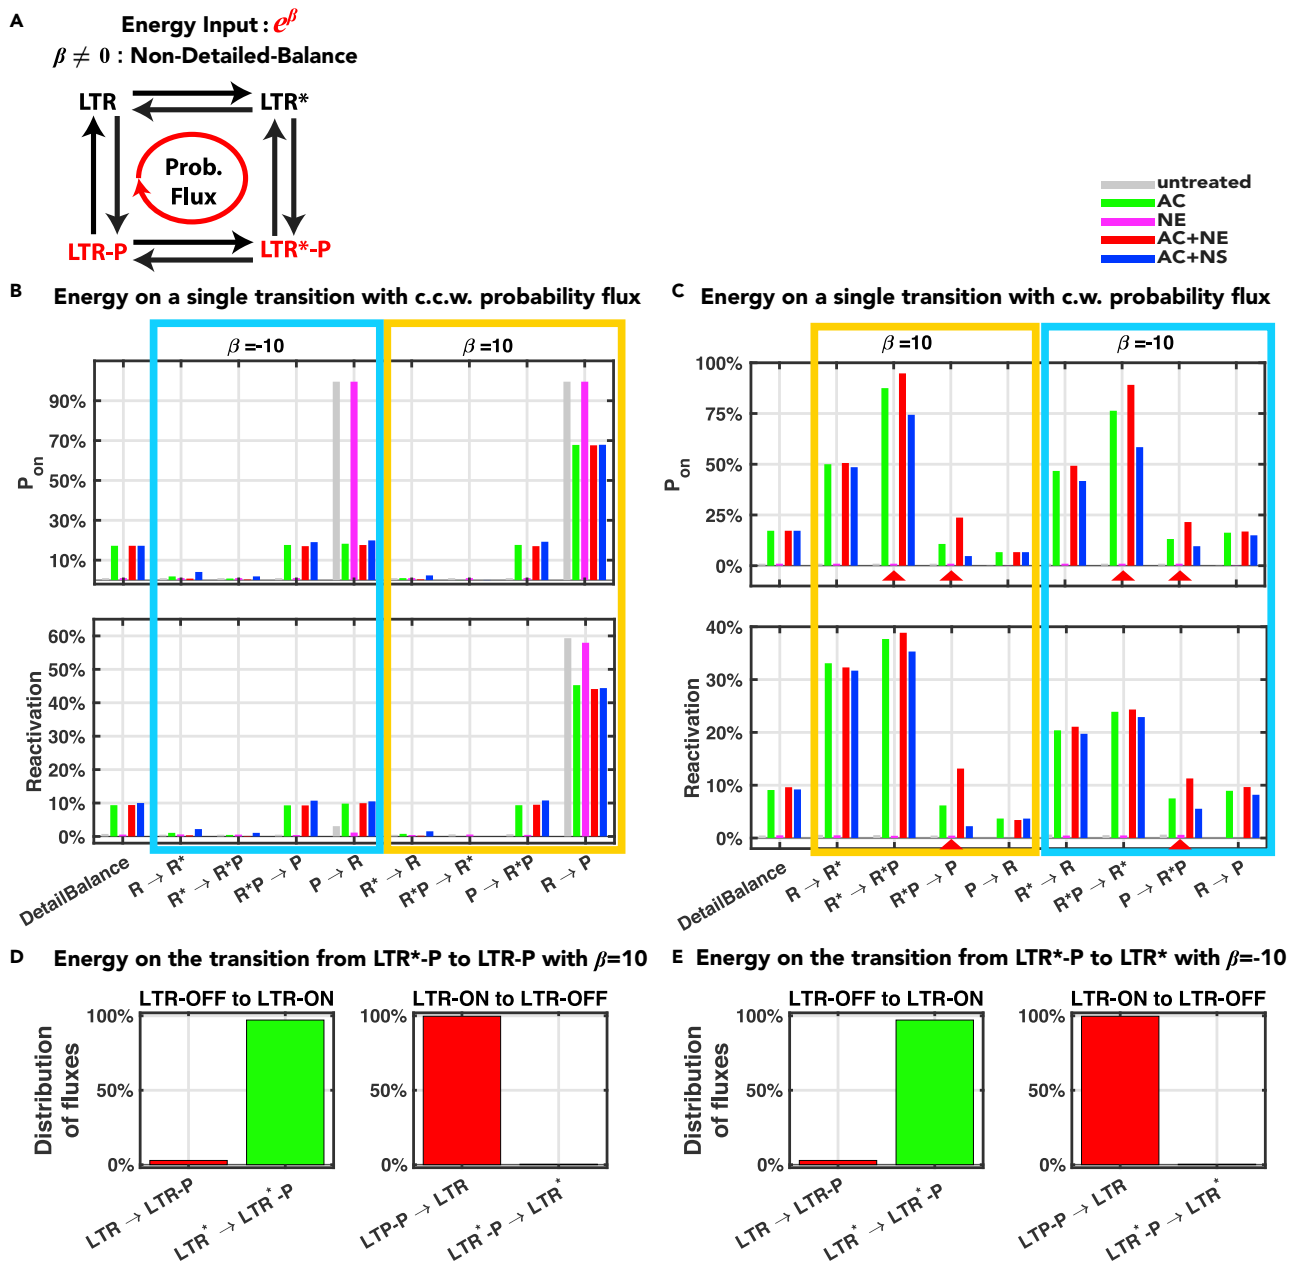 A
Energy Input : e^β
β ≠ 0 : Non-Detailed-Balance
LTR
LTR*
Prob.
Flux
LTR-P
LTR*-P
untreated
AC
NE
AC+NE
AC+NS
B Energy on a single transition with c.c.w. probability flux
β =-10
β =10
P_on
90%
70%
50%
30%
10%
Reactivation
60%
50%
40%
30%
20%
10%
0%
DetailBalance
R → R*
R* → R*P
R*P → P
P → R
R* → R
R*P → R*
P → R*P
R → P
C Energy on a single transition with c.w. probability flux
β =10
β =-10
P_on
100%
75%
50%
25%
0%
Reactivation
40%
30%
20%
10%
0%
DetailBalance
R → R*
R* → R*P
R*P → P
P → R
R* → R
R*P → R*
P → R*P
R → P
D Energy on the transition from LTR*-P to LTR-P with β=10
LTR-OFF to LTR-ON
Distribution
of fluxes
100%
50%
0%
LTR → LTR-P
LTR* → LTR*-P
LTR-ON to LTR-OFF
100%
50%
0%
LTP-P → LTR
LTR*-P → LTR*
E Energy on the transition from LTR*-P to LTR* with β=-10
LTR-OFF to LTR-ON
Distribution
of fluxes
100%
50%
0%
LTR → LTR-P
LTR* → LTR*-P
LTR-ON to LTR-OFF
100%
50%
0%
LTP-P → LTR
LTR*-P → LTR*